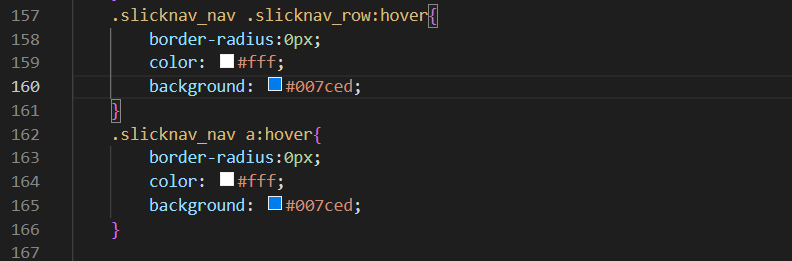 157 .slicknav_nav .slicknav_row:hover{
158 border-radius:0px;
159 color: #fff;
160 background: #007ced;
161 }
162 .slicknav_nav a:hover{
163 border-radius:0px;
164 color: #fff;
165 background: #007ced;
166 }
167